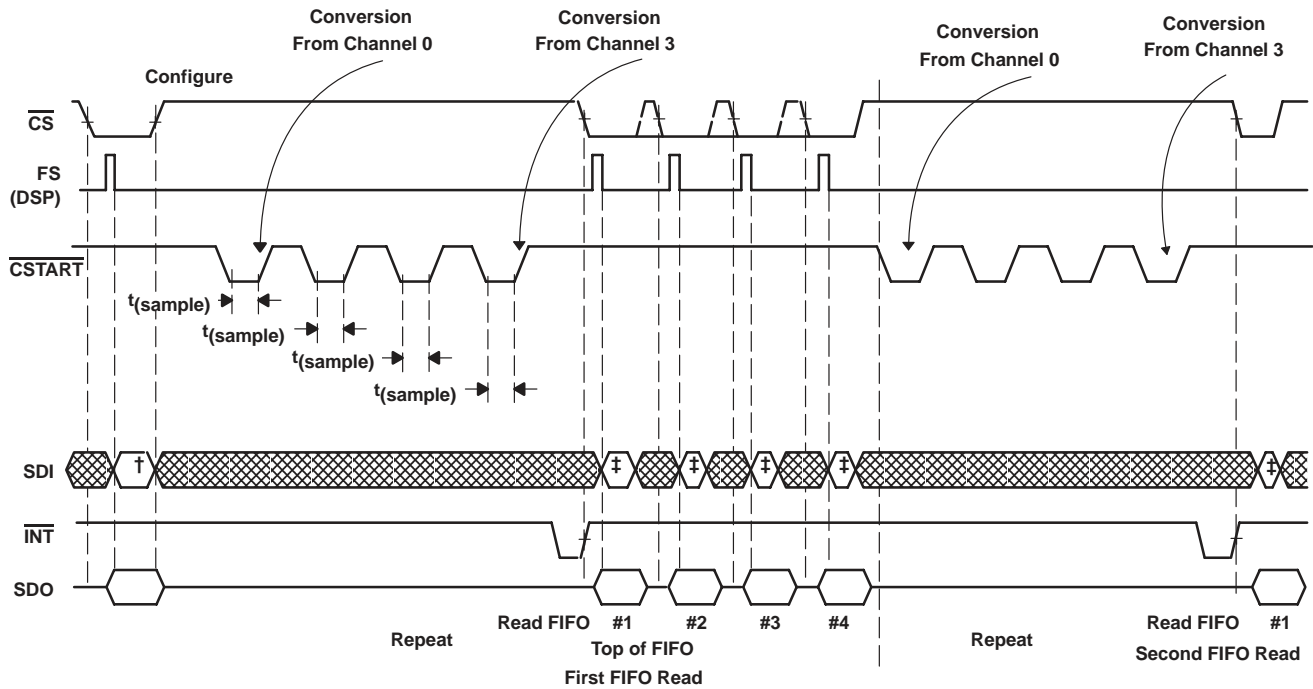 Conversion
From Channel 0
Conversion
From Channel 3
Conversion
From Channel 0
Conversion
From Channel 3
Configure
CS
FS
(DSP)
CSTART
t(sample)
t(sample)
t(sample)
t(sample)
SDI
†
‡
‡
‡
‡
‡
INT
SDO
Repeat
Read FIFO
#1
#2
#3
#4
Top of FIFO
First FIFO Read
Repeat
Read FIFO
#1
Second FIFO Read